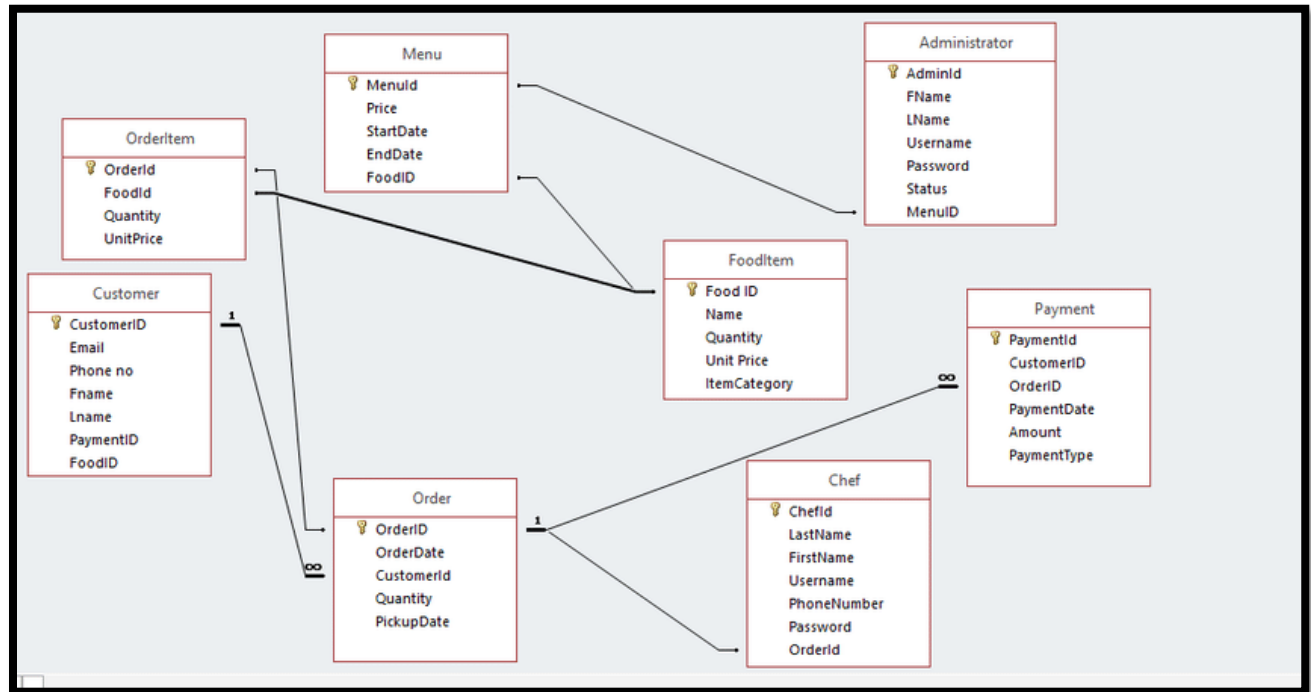 Menu
MenuId
Price
StartDate
EndDate
FoodID
Administrator
AdminId
FName
LName
Username
Password
Status
MenuID
OrderItem
OrderId
FoodId
Quantity
UnitPrice
FoodItem
Food ID
Name
Quantity
Unit Price
ItemCategory
Customer
CustomerID
Email
Phone no
Fname
Lname
PaymentID
FoodID
1
∞
Payment
PaymentId
CustomerID
OrderID
PaymentDate
Amount
PaymentType
∞
Order
OrderID
OrderDate
CustomerId
Quantity
PickupDate
1
Chef
ChefId
LastName
FirstName
Username
PhoneNumber
Password
OrderId